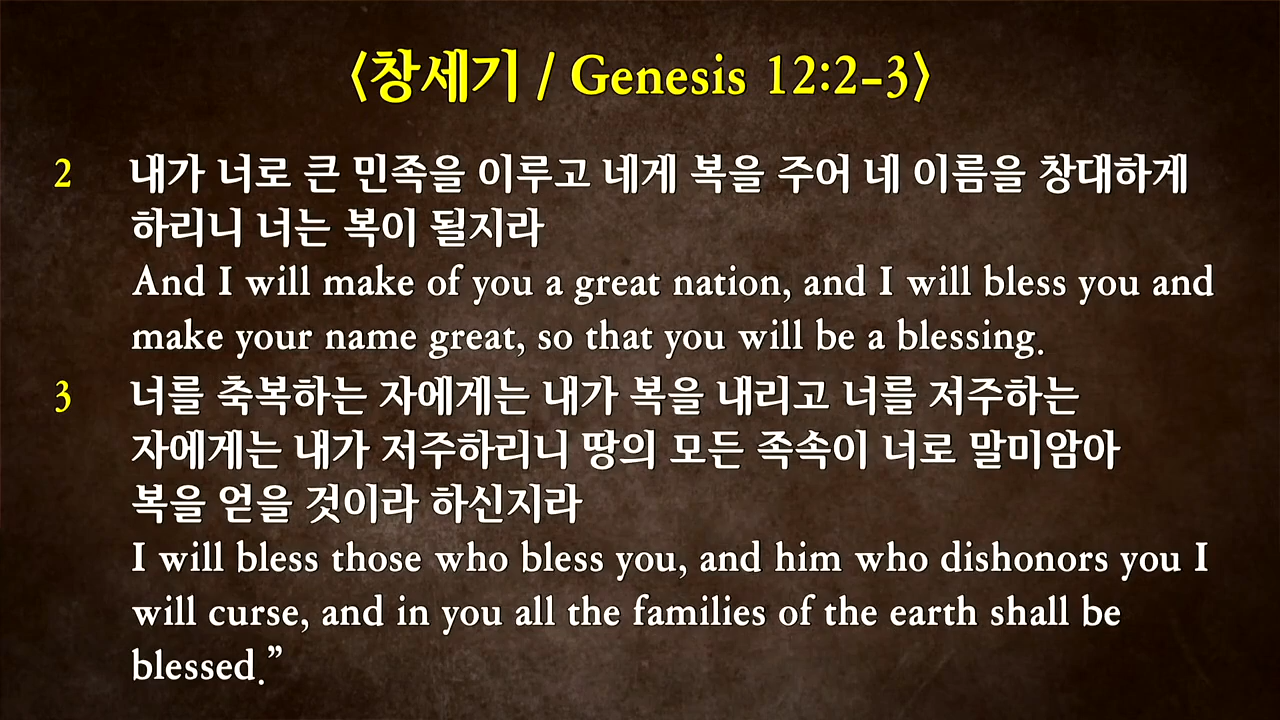 〈창세기 / Genesis 12:2-3〉
2 내가 너로 큰 민족을 이루고 네게 복을 주어 네 이름을 창대하게
하리니 너는 복이 될지라
And I will make of you a great nation, and I will bless you and
make your name great, so that you will be a blessing.
3 너를 축복하는 자에게는 내가 복을 내리고 너를 저주하는
자에게는 내가 저주하리니 땅의 모든 족속이 너로 말미암아
복을 얻을 것이라 하신지라
I will bless those who bless you, and him who dishonors you I
will curse, and in you all the families of the earth shall be
blessed.”